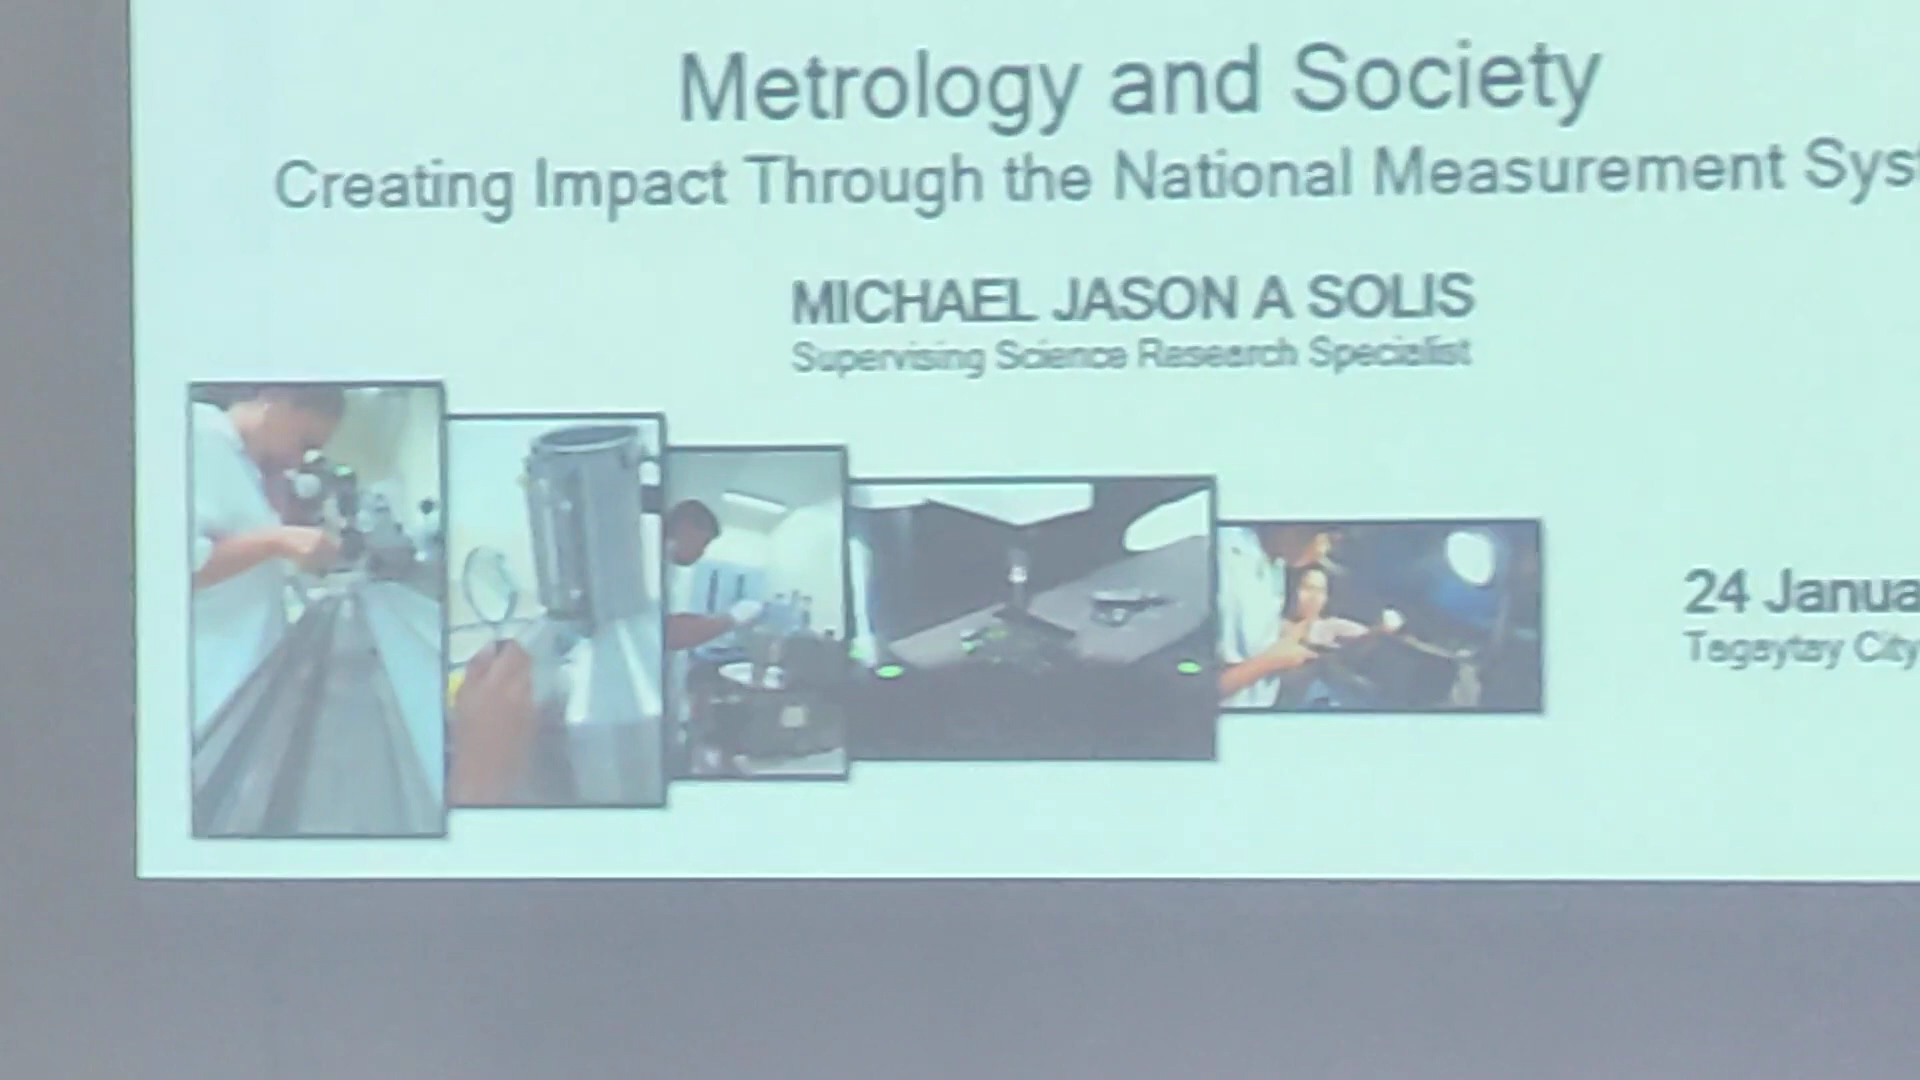 Metrology and Society
Creating Impact Through the National Measurement Sys
MICHAEL JASON A SOLIS
Supervising Science Research Specialist
24 Janua
Tagaytay City